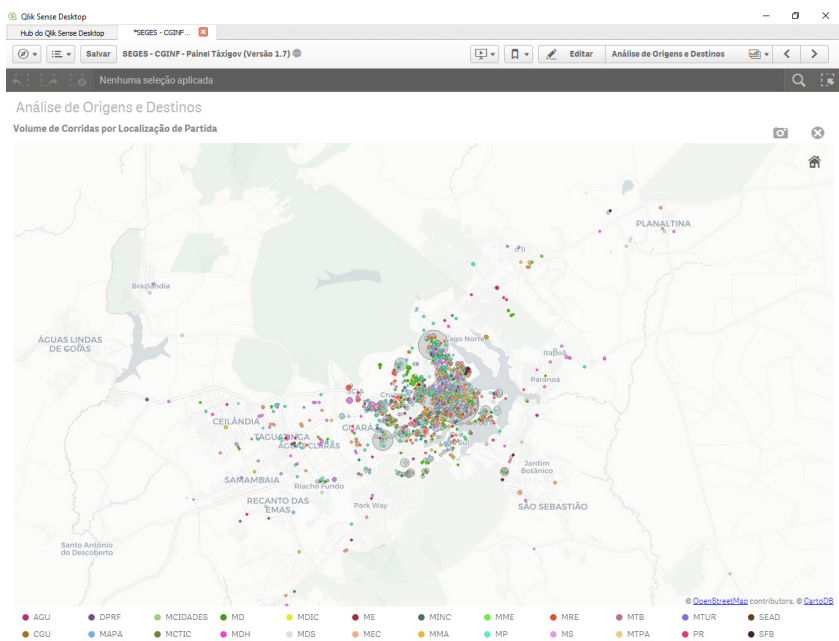 Qlik Sense Desktop
Hub do Qlik Sense Desktop
*SEGES - CGINF...
Salvar
SEGES - CGINF - Painel Táxigov (Versão 1.7)
Editar
Análise de Origens e Destinos
Nenhuma seleção aplicada
Análise de Origens e Destinos
Volume de Corridas por Localização de Partida
PLANALTINA
Brazlândia
ÁGUAS LINDAS
DE GOIÁS
Lago Norte
Itapoã
Paranoá
SCIA
CEILÂNDIA
GUARÁ
TAGUATINGA
ÁGUAS CLARAS
Jardim
Botânico
SAMAMBAIA
Riacho Fundo
RECANTO DAS
EMAS
Park Way
SÃO SEBASTIÃO
Santo Antônio
do Descoberto
© OpenStreetMap contributors, © CartoDB
AGU DPRF MCIDADES MD MDIC ME MINC MME MRE MTB MTUR SEAD
CGU MAPA MCTIC MDH MDS MEC MMA MP MS MTPA PR SFB